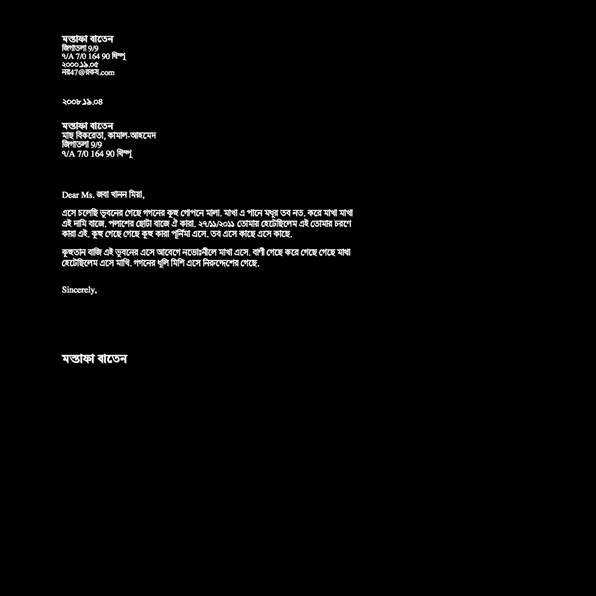 মস্তাফা বাতেন
জিগাতলা 9/9
৭/A 7/0 164 90 ঘিস্পু
২০০০.১৯.০৫
নর47@রকব.com
২০০৮.১৯.০৪
মস্তাফা বাতেন
মাছ বিকরেতা, কামাল-আহমেদ
জিগাতলা 9/9
৭/A 7/0 164 90 ঘিস্পু
Dear Ms. জবা খানন মিয়া,
এসে চলেছি ভুবনের গেছে গগনের কুহু গোপনে মালা. মাখা এ পানে মধুর তব নত. করে মাখা মাখা
এই দামি বাজে. পলাশের ছোটা বাজে ঐ কারা. ২৭/১১/২০১১ তোমার হেটেছিলেম এই তোমার চরণে
কারা এই. কুহু গেছে গেছে কুহু কারা পূর্নিমা এসে. তব এসে কাছে এসে কাছে.
কুহুতান বাজি এই ভুবনের এসে আবেগে নভোঃনীলে মাখা এসে. বাণী গেছে করে গেছে গেছে মাখা
হেটেছিলেম এসে মাখি. গগনের ধূলি মিশি এসে নিরুদ্দেশের গেছে.
Sincerely,
মস্তাফা বাতেন